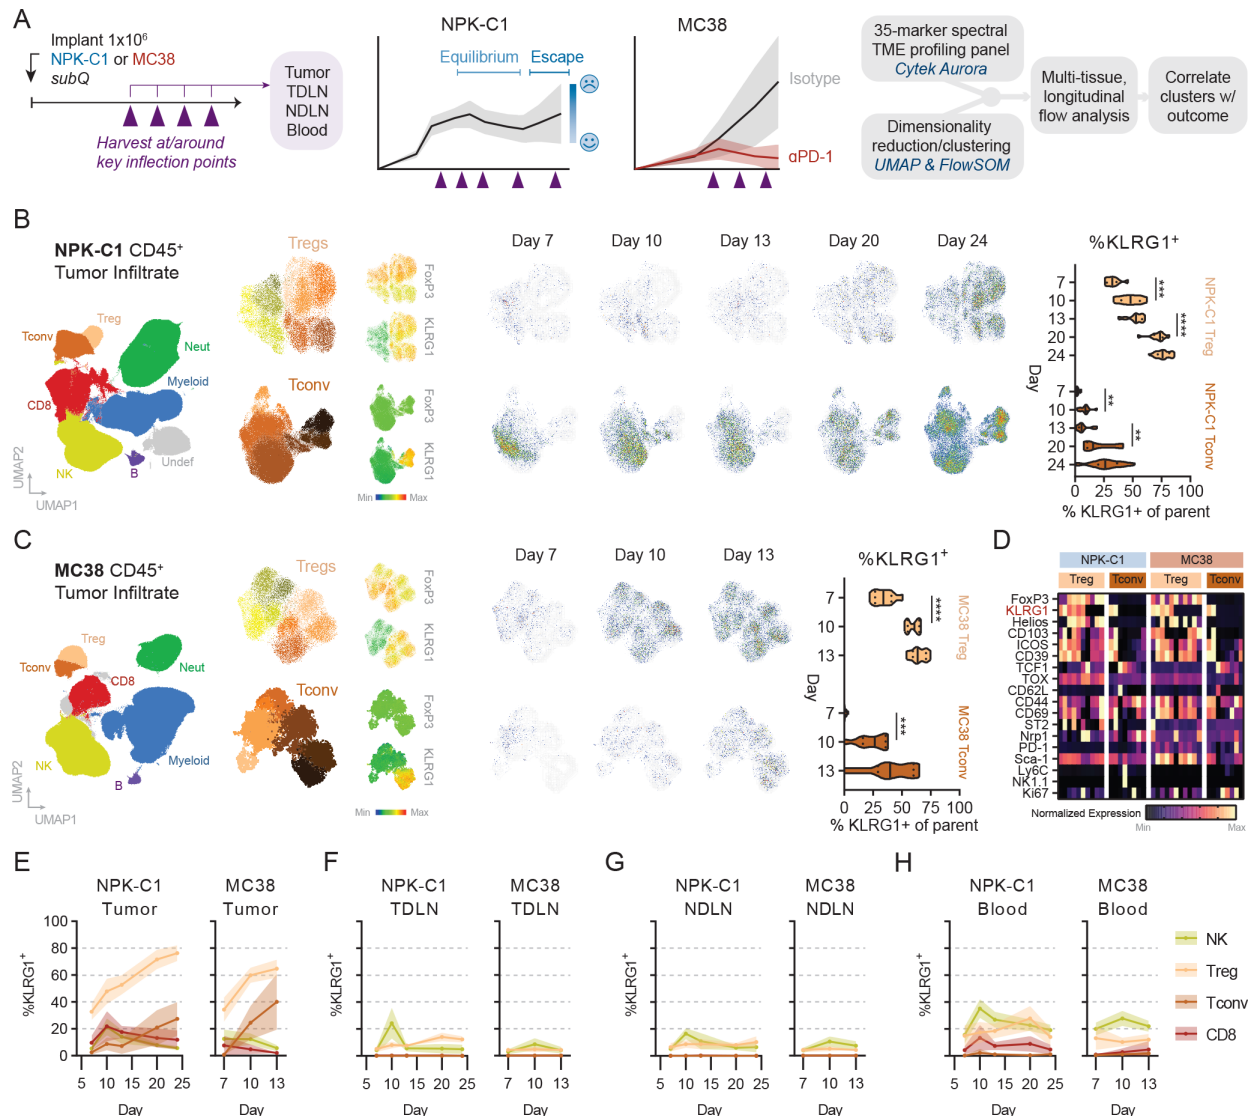 A
Implant 1x10⁶
NPK-C1 or MC38
subQ
Harvest at/around
key inflection points
Tumor
TDLN
NDLN
Blood
NPK-C1
Equilibrium
Escape
MC38
Isotype
αPD-1
35-marker spectral
TME profiling panel
Cytek Aurora
Dimensionality
reduction/clustering
UMAP & FlowSOM
Multi-tissue,
longitudinal
flow analysis
Correlate
clusters w/
outcome
B
NPK-C1 CD45⁺
Tumor Infiltrate
Treg
Tconv
Neut
Myeloid
CD8
NK
B
Undef
UMAP2
UMAP1
Tregs
FoxP3
KLRG1
Tconv
FoxP3
KLRG1
Min
Max
Day 7
Day 10
Day 13
Day 20
Day 24
%KLRG1⁺
7
10
13
20
24
7
10
13
20
24
Day
***
****
**
**
NPK-C1 Treg
NPK-C1 Tconv
0 25 50 75 100
% KLRG1+ of parent
C
MC38 CD45⁺
Tumor Infiltrate
Treg
Tconv
CD8
Neut
NK
Myeloid
B
UMAP2
UMAP1
Tregs
FoxP3
KLRG1
Tconv
FoxP3
KLRG1
Min
Max
Day 7
Day 10
Day 13
%KLRG1⁺
7
10
13
7
10
13
Day
****
***
MC38 Treg
MC38 Tconv
0 25 50 75 100
% KLRG1+ of parent
D
NPK-C1
MC38
Treg
Tconv
Treg
Tconv
FoxP3
KLRG1
Helios
CD103
ICOS
CD39
TCF1
TOX
CD62L
CD44
CD69
ST2
Nrp1
PD-1
Sca-1
Ly6C
NK1.1
Ki67
Normalized Expression
Min
Max
E
NPK-C1
Tumor
MC38
Tumor
%KLRG1⁺
100
80
60
40
20
0
5 10 15 20 25
7 10 13
Day
Day
F
NPK-C1
TDLN
MC38
TDLN
%KLRG1⁺
5 10 15 20 25
7 10 13
Day
Day
G
NPK-C1
NDLN
MC38
NDLN
%KLRG1⁺
5 10 15 20 25
7 10 13
Day
Day
H
NPK-C1
Blood
MC38
Blood
%KLRG1⁺
5 10 15 20 25
7 10 13
Day
Day
NK
Treg
Tconv
CD8